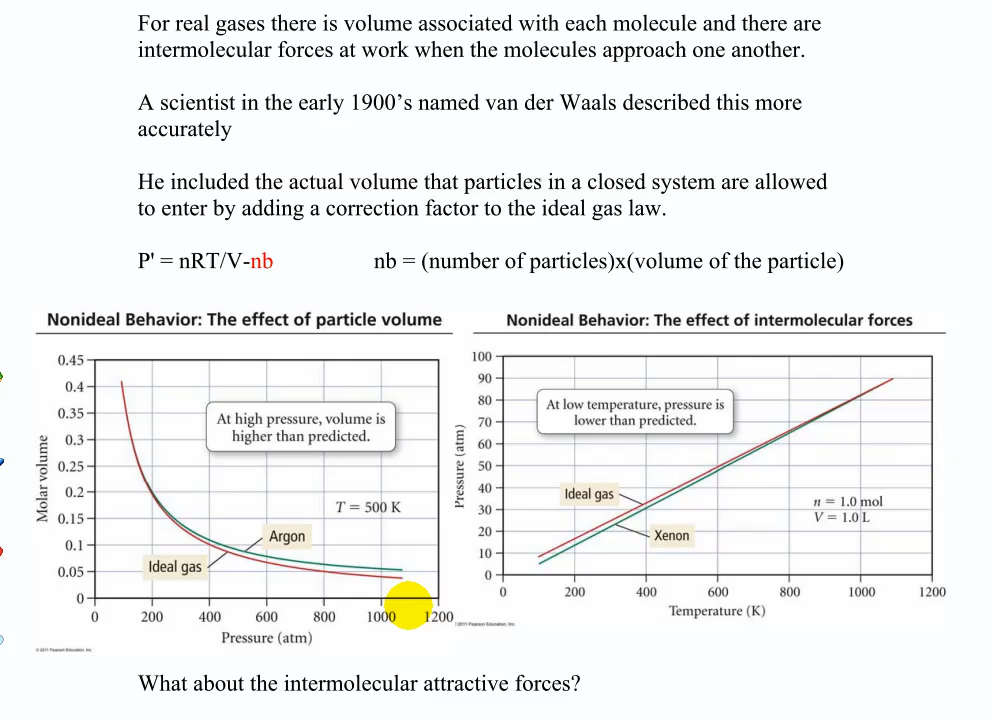 For real gases there is volume associated with each molecule and there are
intermolecular forces at work when the molecules approach one another.
A scientist in the early 1900’s named van der Waals described this more
accurately
He included the actual volume that particles in a closed system are allowed
to enter by adding a correction factor to the ideal gas law.
P' = nRT/V-nb
nb = (number of particles)x(volume of the particle)
Nonideal Behavior: The effect of particle volume
0.45
0.4
0.35
0.3
0.25
0.2
0.15
0.1
0.05
0
Molar volume
At high pressure, volume is
higher than predicted.
T = 500 K
Argon
Ideal gas
0
200
400
600
800
1000
1200
Pressure (atm)
© 2011 Pearson Education, Inc.
Nonideal Behavior: The effect of intermolecular forces
100
90
80
70
60
50
40
30
20
10
0
Pressure (atm)
At low temperature, pressure is
lower than predicted.
Ideal gas
n = 1.0 mol
V = 1.0 L
Xenon
0
200
400
600
800
1000
1200
Temperature (K)
2011 Pearson Education, Inc.
What about the intermolecular attractive forces?